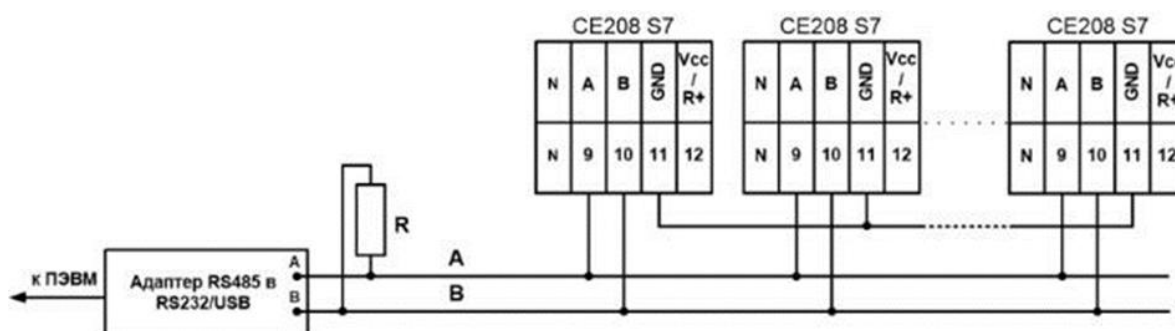 CE208 S7
N A B GND Vcc / R+
N 9 10 11 12
CE208 S7
N A B GND Vcc / R+
N 9 10 11 12
CE208 S7
N A B GND Vcc / R+
N 9 10 11 12
R
A
B
к ПЭВМ
Адаптер RS485 в
RS232/USB
A
B